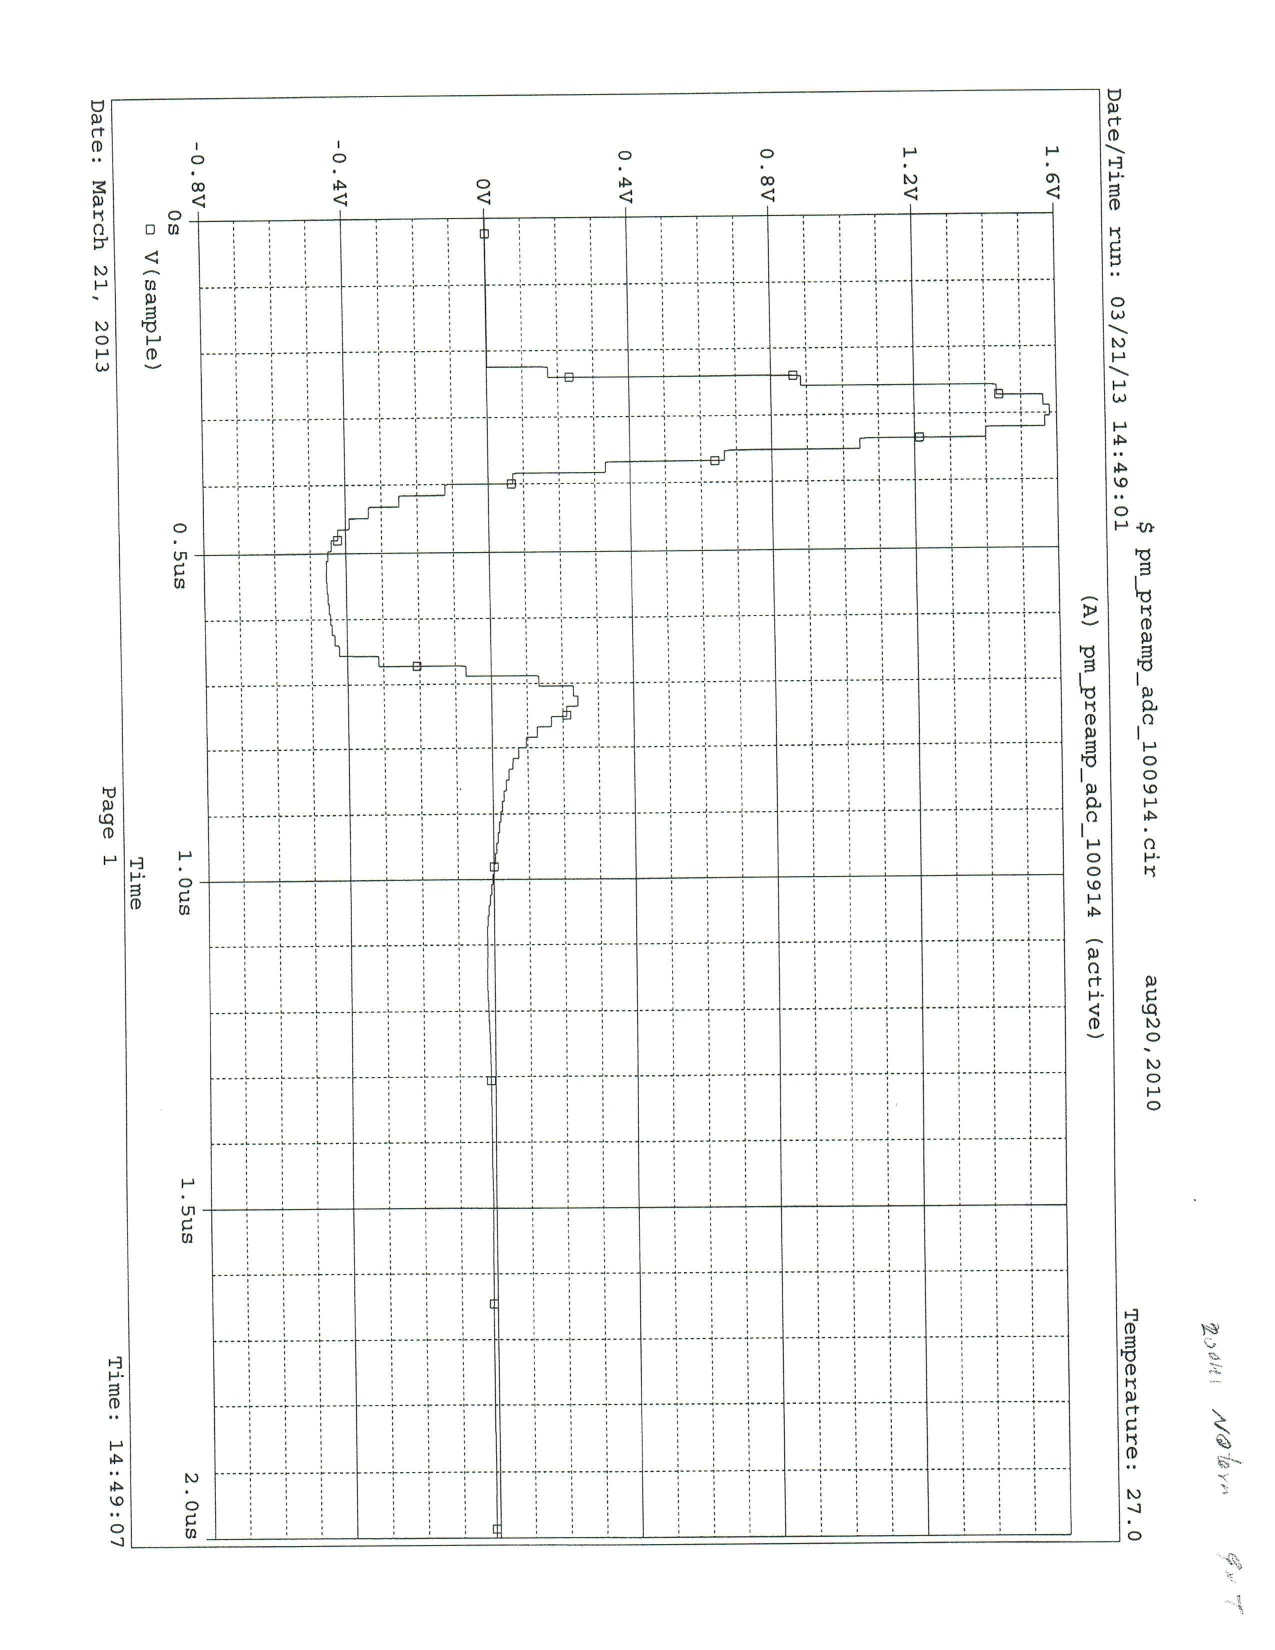 $ pm_preamp_adc_100914.cir aug20,2010
Date/Time run: 03/21/13 14:49:01 Temperature: 27.0
(A) pm_preamp_adc_100914 (active)
1.6V
1.2V
0.8V
0.4V
0V
-0.4V
-0.8V
0s 0.5us 1.0us 1.5us 2.0us
V(sample)
Time
Date: March 21, 2013 Page 1 Time: 14:49:07